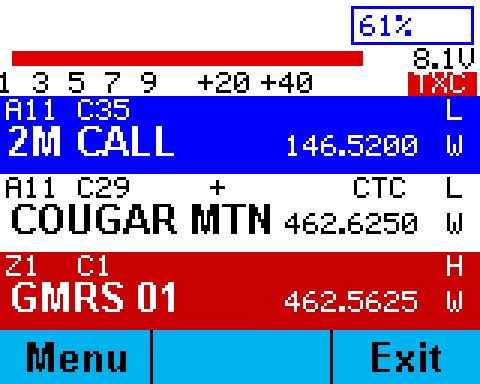 61%
8.1V
1 3 5 7 9 +20 +40 TXC
A11 C35 L
2M CALL 146.5200 W
A11 C29 + CTC L
COUGAR MTN 462.6250 W
Z1 C1 H
GMRS 01 462.5625 W
Menu Exit